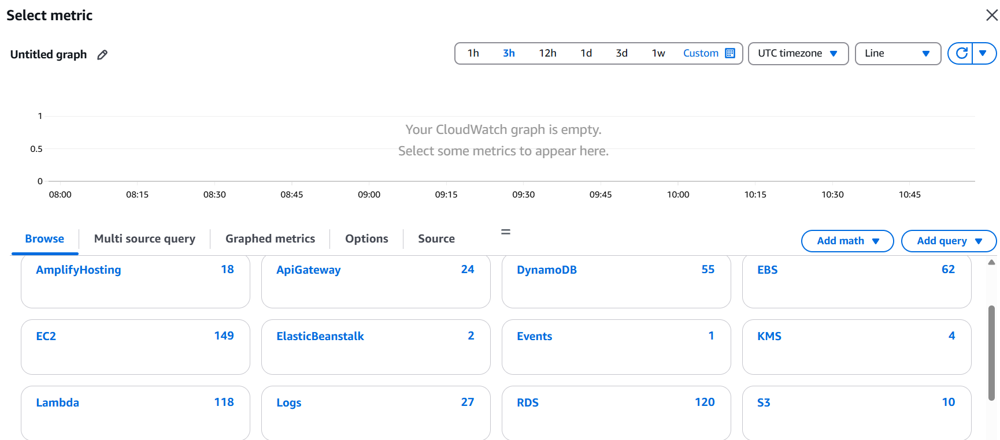 Select metric
Untitled graph
1h 3h 12h 1d 3d 1w Custom UTC timezone Line
1
Your CloudWatch graph is empty.
0.5
Select some metrics to appear here.
0
08:00 08:15 08:30 08:45 09:00 09:15 09:30 09:45 10:00 10:15 10:30 10:45
Browse Multi source query Graphed metrics Options Source Add math Add query
AmplifyHosting 18 ApiGateway 24 DynamoDB 55 EBS 62
EC2 149 ElasticBeanstalk 2 Events 1 KMS 4
Lambda 118 Logs 27 RDS 120 S3 10